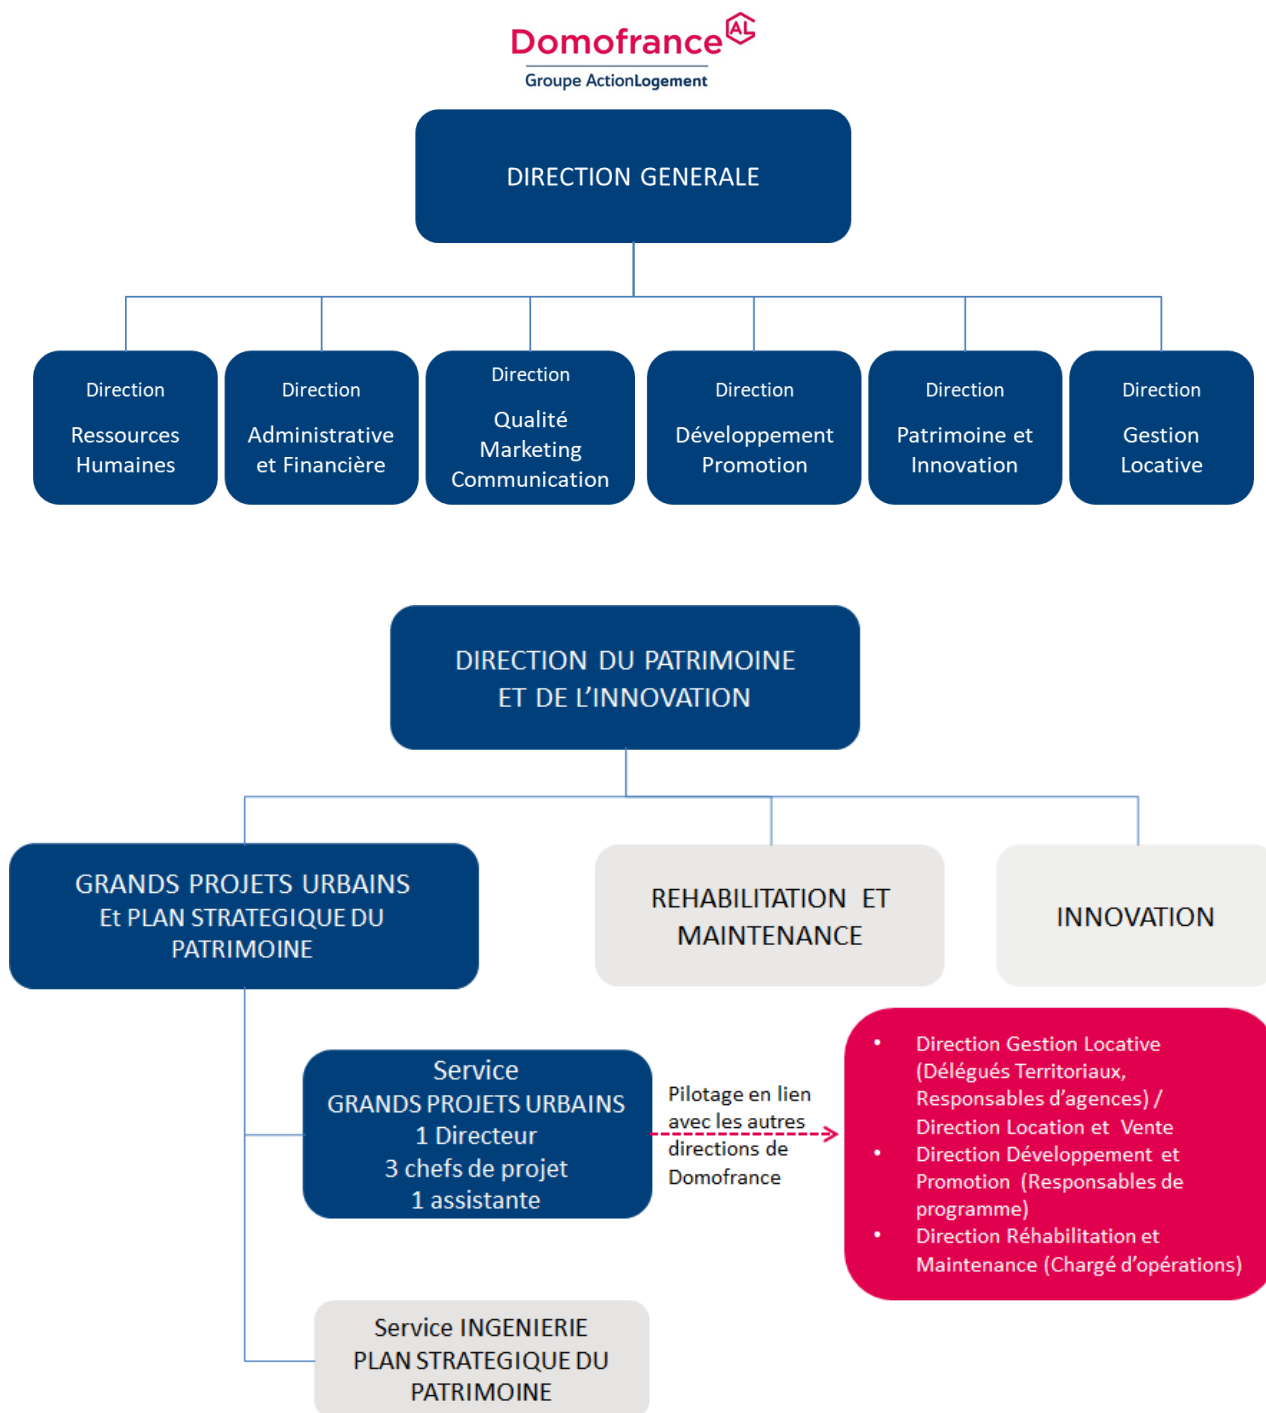 Domofrance AL
Groupe ActionLogement
DIRECTION GENERALE
Direction
Ressources
Humaines
Direction
Administrative
et Financière
Direction
Qualité
Marketing
Communication
Direction
Développement
Promotion
Direction
Patrimoine et
Innovation
Direction
Gestion
Locative
DIRECTION DU PATRIMOINE
ET DE L’INNOVATION
GRANDS PROJETS URBAINS
Et PLAN STRATEGIQUE DU
PATRIMOINE
REHABILITATION ET
MAINTENANCE
INNOVATION
Service
GRANDS PROJETS URBAINS
1 Directeur
3 chefs de projet
1 assistante
Pilotage en lien
avec les autres
directions de
Domofrance
• Direction Gestion Locative
(Délégués Territoriaux,
Responsables d’agences) /
Direction Location et Vente
• Direction Développement et
Promotion (Responsables de
programme)
• Direction Réhabilitation et
Maintenance (Chargé d’opérations)
Service INGENIERIE
PLAN STRATEGIQUE DU
PATRIMOINE